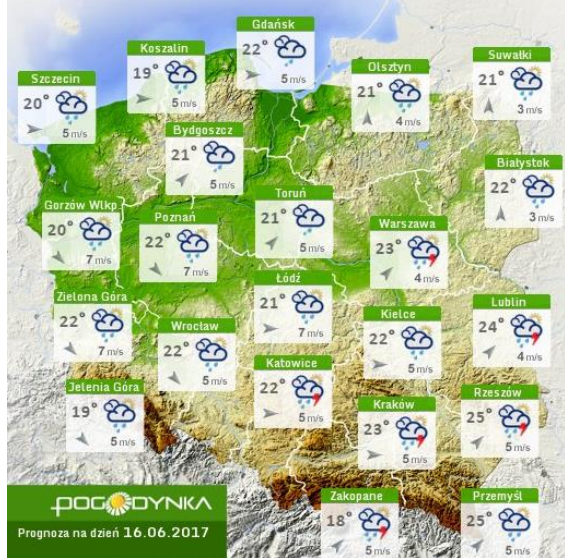 Gdańsk
22°
5 m/s
Koszalin
19°
5 m/s
Szczecin
20°
5 m/s
Olsztyn
21°
4 m/s
Suwałki
21°
3 m/s
Bydgoszcz
21°
5 m/s
Białystok
22°
3 m/s
Toruń
21°
5 m/s
Gorzów Wlkp
20°
7 m/s
Poznań
22°
7 m/s
Warszawa
23°
4 m/s
Łódź
21°
7 m/s
Zielona Góra
22°
7 m/s
Wrocław
22°
5 m/s
Kielce
22°
5 m/s
Lublin
24°
4 m/s
Katowice
22°
5 m/s
Jelenia Góra
19°
5 m/s
Kraków
23°
5 m/s
Rzeszów
25°
5 m/s
Zakopane
18°
5 m/s
Przemyśl
25°
5 m/s
POGODYNKA
Prognoza na dzień 16.06.2017